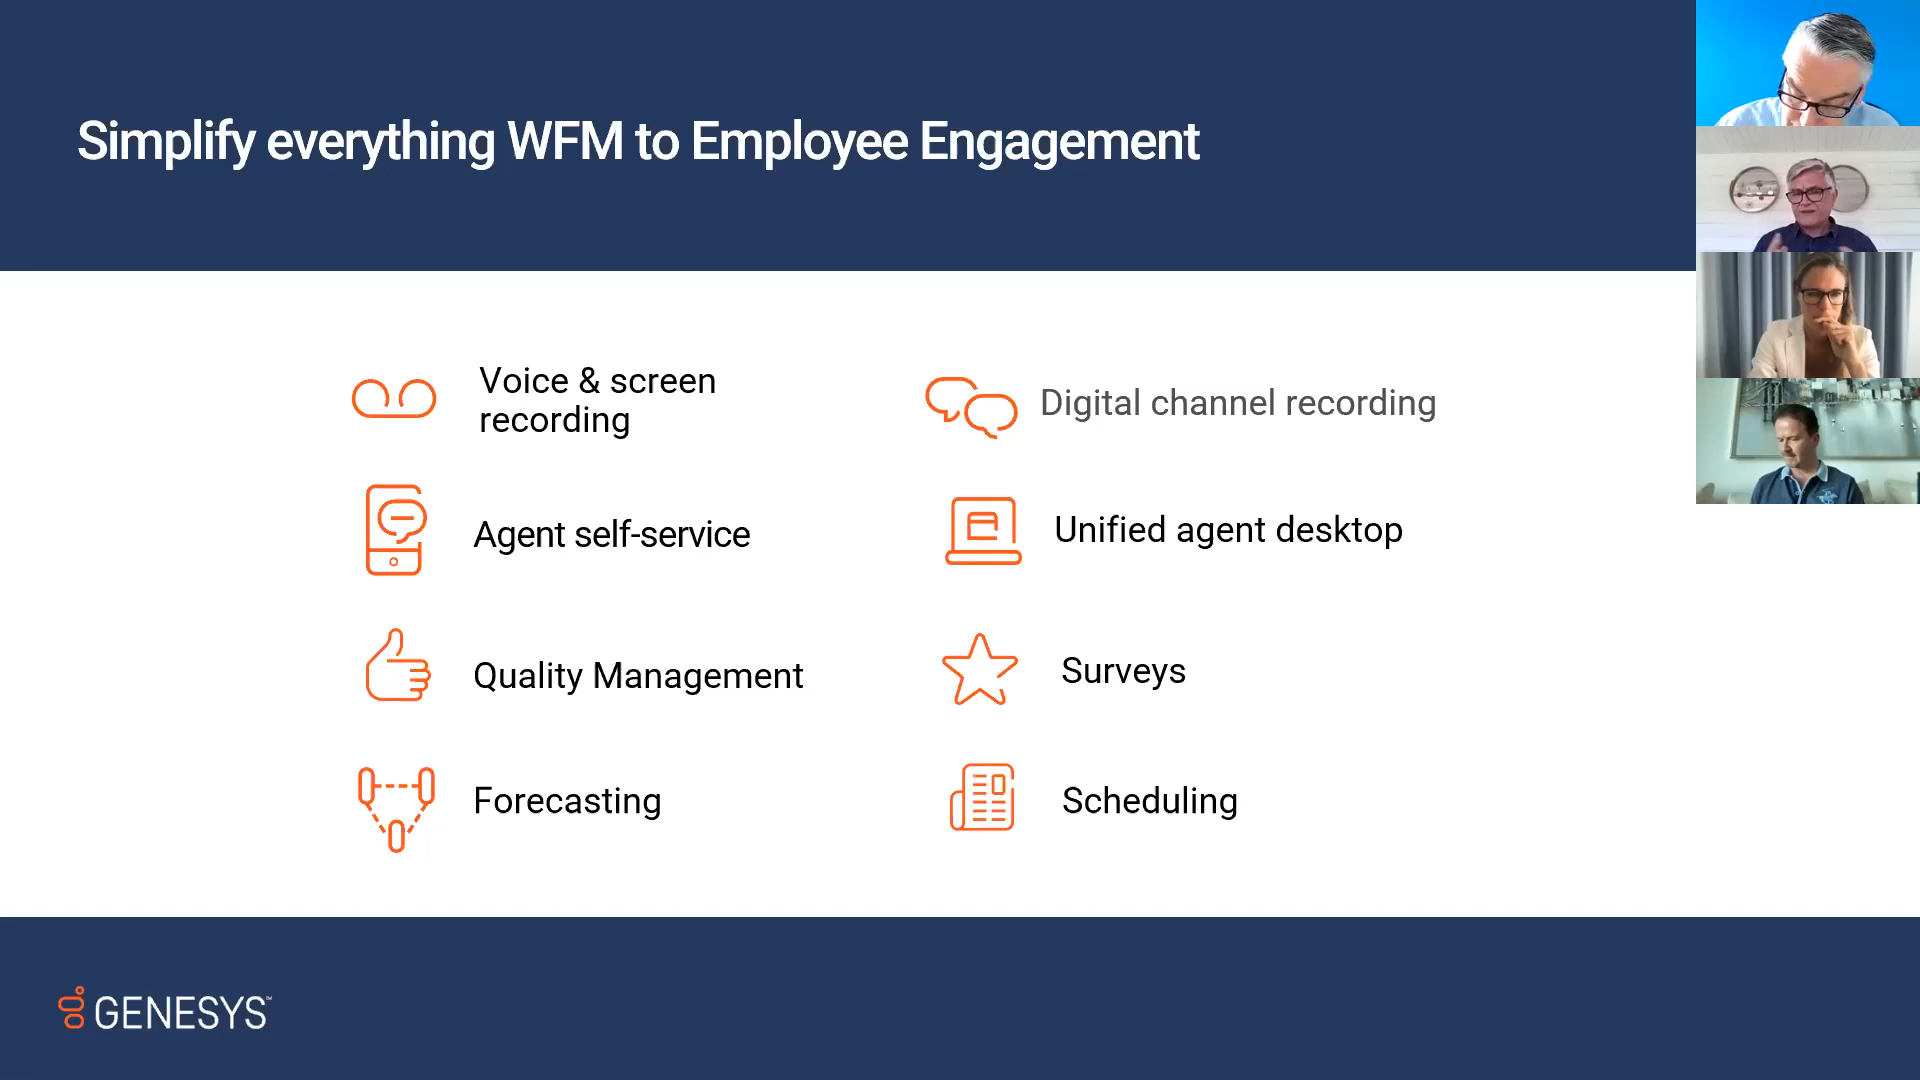 Simplify everything WFM to Employee Engagement
Voice & screen
recording
Digital channel recording
Agent self-service
Unified agent desktop
Quality Management
Surveys
Forecasting
Scheduling
GENESYS™